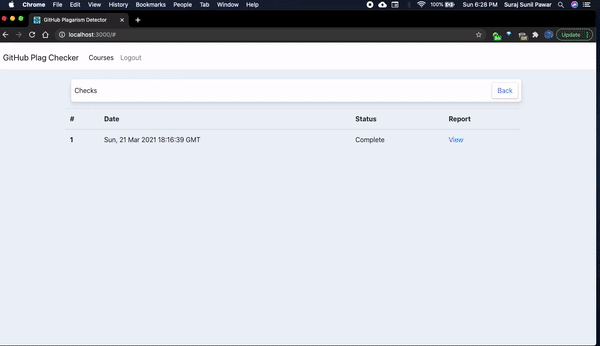 Chrome File Edit View History Bookmarks People Tab Window Help 100% Sun 6:28 PM Suraj Sunil Pawar
GitHub Plagarism Detector
localhost:3000/#
Update
GitHub Plag Checker Courses Logout
Checks Back
# Date Status Report
1 Sun, 21 Mar 2021 18:16:39 GMT Complete View